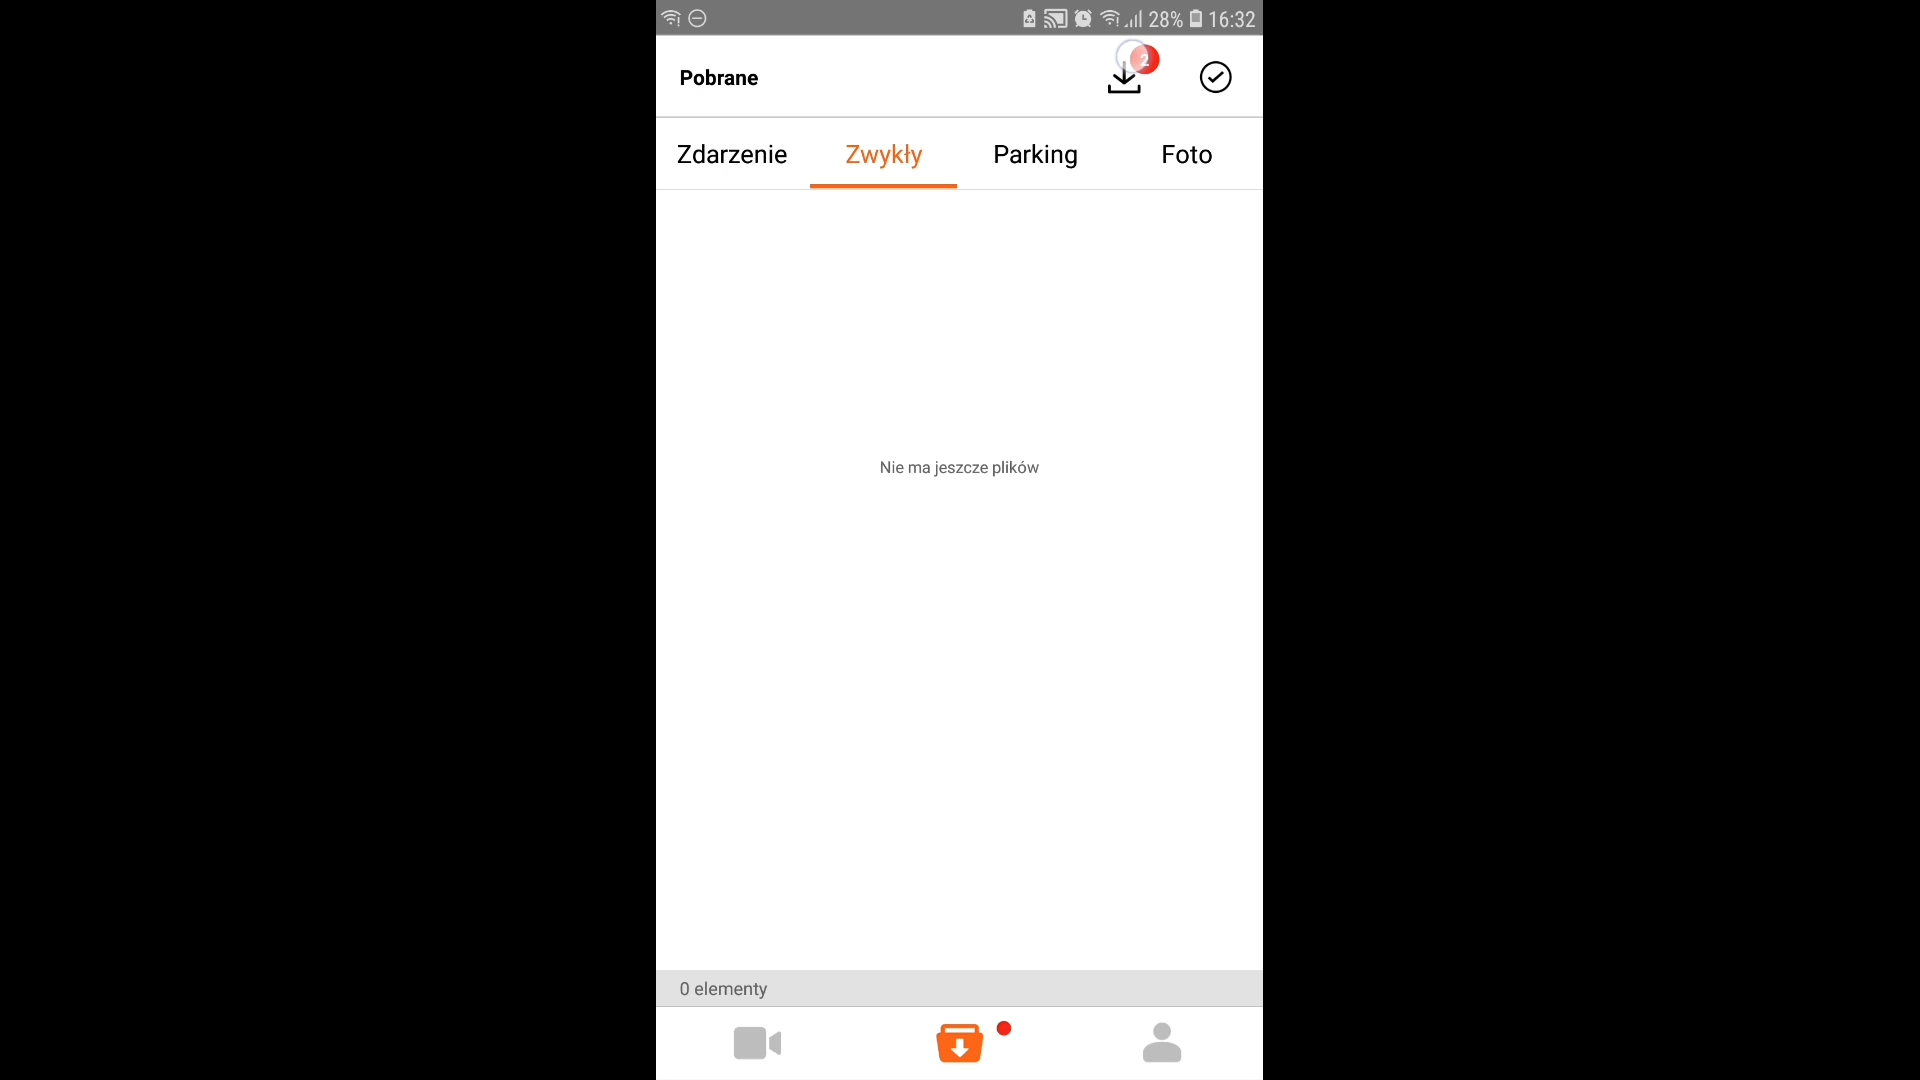 28% 16:32
Pobrane
2
Zdarzenie Zwykły Parking Foto
Nie ma jeszcze plików
0 elementy